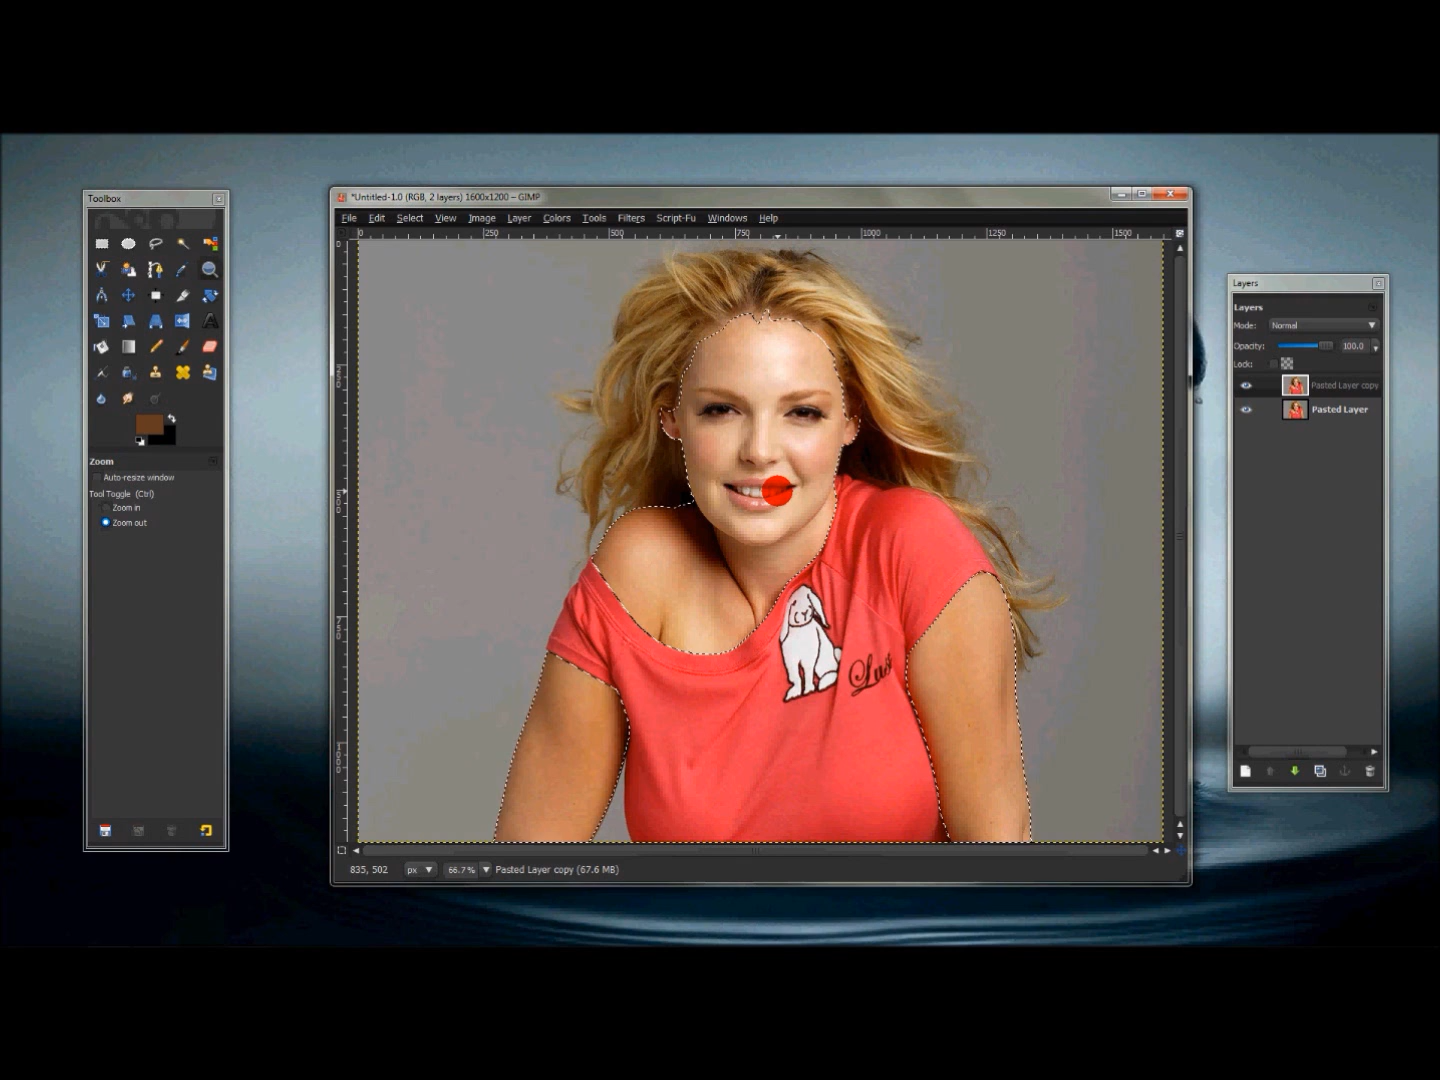 Toolbox
*Untitled-1.0 (RGB, 2 layers) 1600x1200 – GIMP
File Edit Select View Image Layer Colors Tools Filters Script-Fu Windows Help
0 250 500 750 1000 1250 1500
Zoom
Auto-resize window
Tool Toggle (Ctrl)
Zoom in
Zoom out
Lust
835, 502 px 66.7% Pasted Layer copy (67.6 MB)
Layers
Layers
Mode: Normal
Opacity: 100.0
Lock:
Pasted Layer copy
Pasted Layer